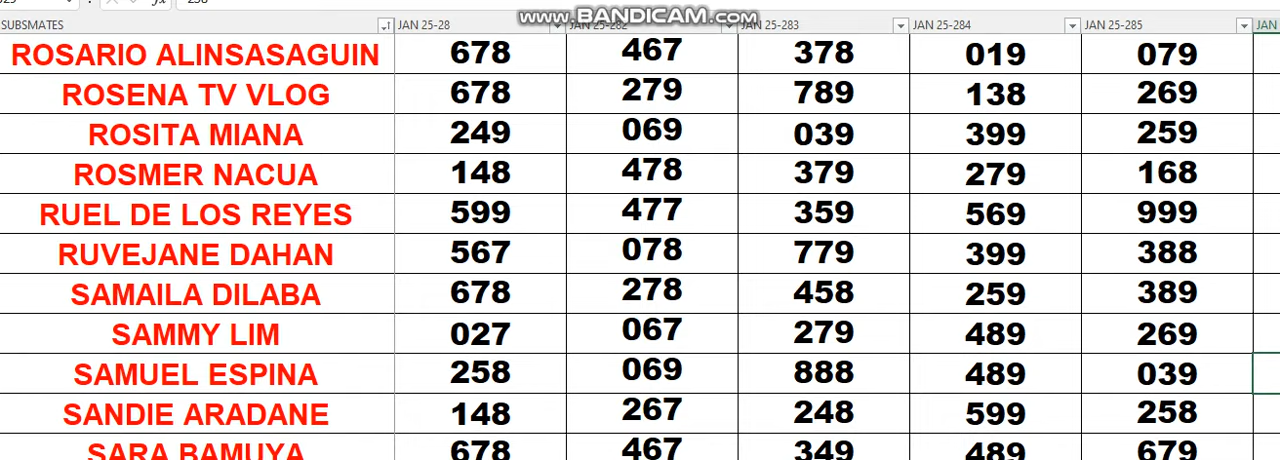 www.BANDICAM.com
SUBSMATES JAN 25-28 JAN 25-282 JAN 25-283 JAN 25-284 JAN 25-285 JAN
ROSARIO ALINSASAGUIN 678 467 378 019 079
ROSENA TV VLOG 678 279 789 138 269
ROSITA MIANA 249 069 039 399 259
ROSMER NACUA 148 478 379 279 168
RUEL DE LOS REYES 599 477 359 569 999
RUVEJANE DAHAN 567 078 779 399 388
SAMAILA DILABA 678 278 458 259 389
SAMMY LIM 027 067 279 489 269
SAMUEL ESPINA 258 069 888 489 039
SANDIE ARADANE 148 267 248 599 258
SARA BAMUYA 678 467 349 489 679